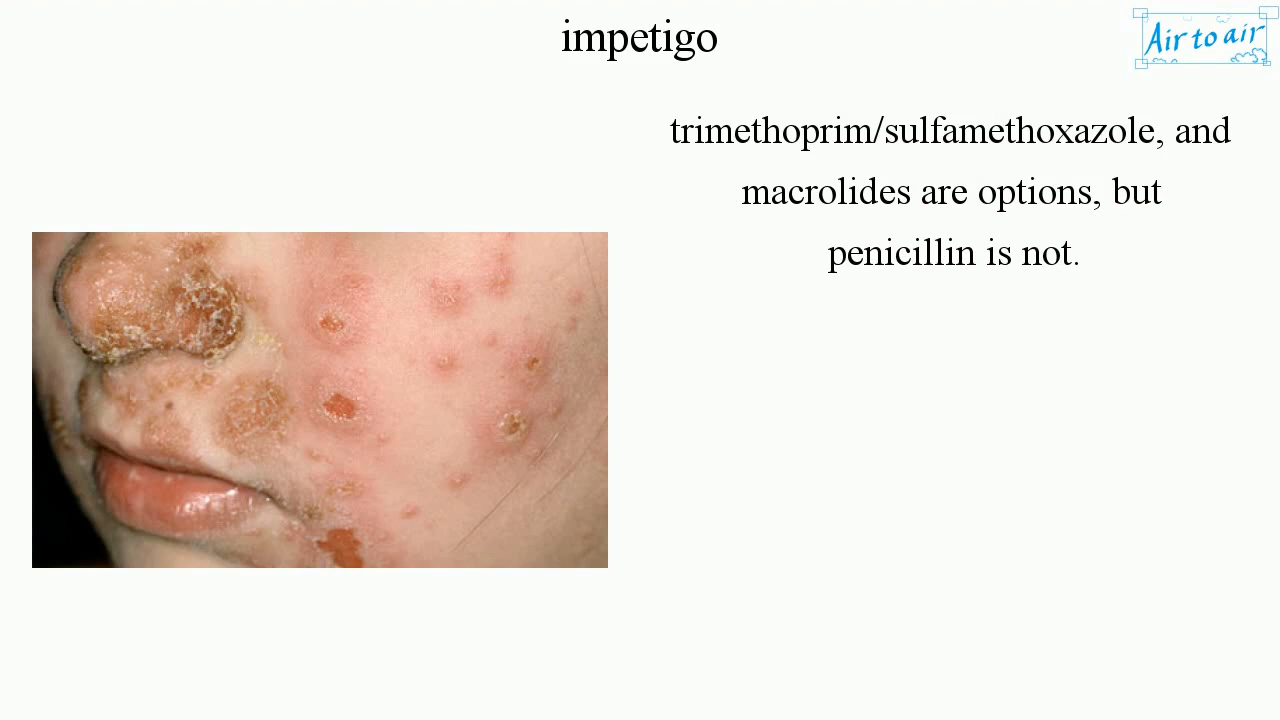 impetigo
Air to air
trimethoprim/sulfamethoxazole, and
macrolides are options, but
penicillin is not.